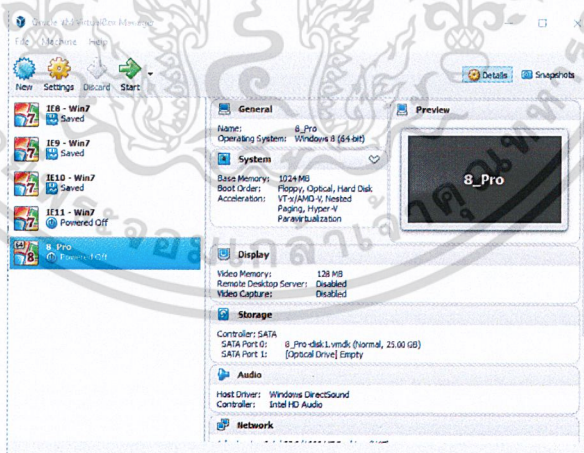 Oracle VM VirtualBox Manager
File Machine Help
New Settings Discard Start
Details Snapshots
IE8 - Win7
Saved
IE9 - Win7
Saved
IE10 - Win7
Saved
IE11 - Win7
Powered Off
8_Pro
Powered Off
General
Name: 8_Pro
Operating System: Windows 8 (64-bit)
Preview
8_Pro
System
Base Memory: 1024 MB
Boot Order: Floppy, Optical, Hard Disk
Acceleration: VT-x/AMD-V, Nested
Paging, Hyper-V
Paravirtualization
Display
Video Memory: 128 MB
Remote Desktop Server: Disabled
Video Capture: Disabled
Storage
Controller: SATA
SATA Port 0: 8_Pro-disk1.vmdk (Normal, 25.00 GB)
SATA Port 1: [Optical Drive] Empty
Audio
Host Driver: Windows DirectSound
Controller: Intel HD Audio
Network